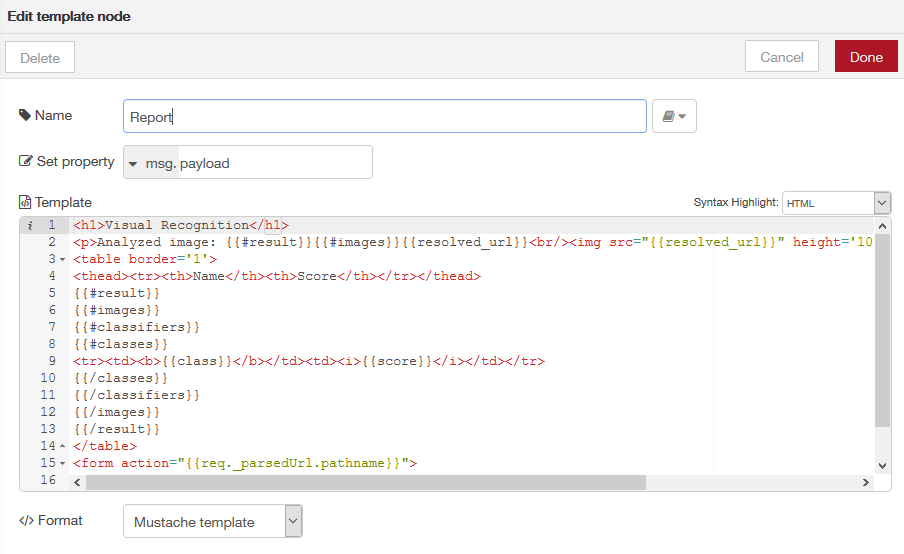 Edit template node
Delete
Cancel
Done
Name
Report
Set property
msg. payload
Template
Syntax Highlight:
HTML
i 1 <h1>Visual Recognition</h1>
2 <p>Analyzed image: {{#result}}{{#images}}{{resolved_url}}<br/><img src="{{resolved_url}}" height='10
3 <table border='1'>
4 <thead><tr><th>Name</th><th>Score</th></tr></thead>
5 {{#result}}
6 {{#images}}
7 {{#classifiers}}
8 {{#classes}}
9 <tr><td><b>{{class}}</b></td><td><i>{{score}}</i></td></tr>
10 {{/classes}}
11 {{/classifiers}}
12 {{/images}}
13 {{/result}}
14 </table>
15 <form action="{{req._parsedUrl.pathname}}">
16
</> Format
Mustache template